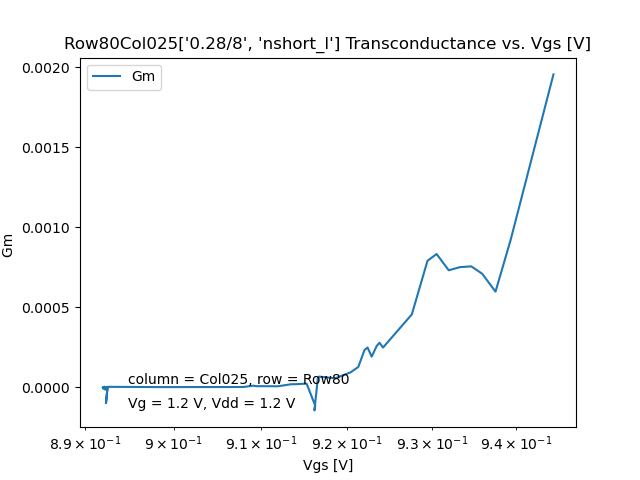 Row80Col025['0.28/8', 'nshort_l'] Transconductance vs. Vgs [V]
Gm
0.0020
0.0015
0.0010
0.0005
0.0000
Gm
column = Col025, row = Row80
Vg = 1.2 V, Vdd = 1.2 V
8.9 × 10⁻¹ 9 × 10⁻¹ 9.1 × 10⁻¹ 9.2 × 10⁻¹ 9.3 × 10⁻¹ 9.4 × 10⁻¹
Vgs [V]